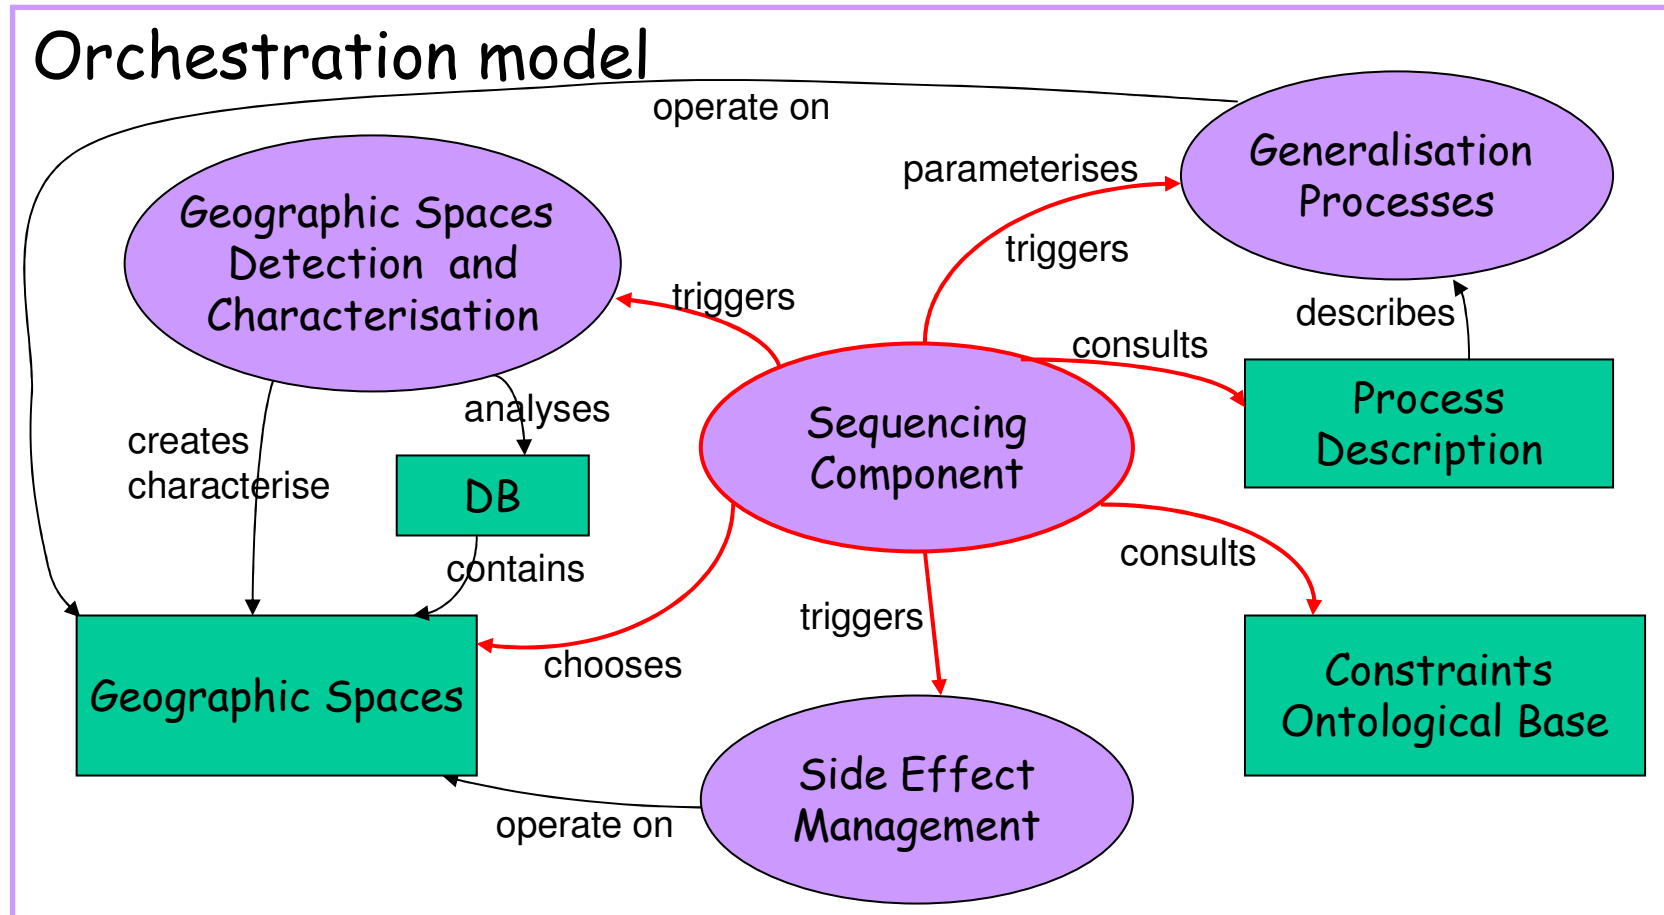 Orchestration model
operate on
Generalisation
Processes
parameterises
triggers
Geographic Spaces
Detection and
Characterisation
triggers
describes
consults
Process
Description
analyses
creates
characterise
Sequencing
Component
DB
contains
consults
triggers
chooses
Geographic Spaces
Constraints
Ontological Base
Side Effect
Management
operate on